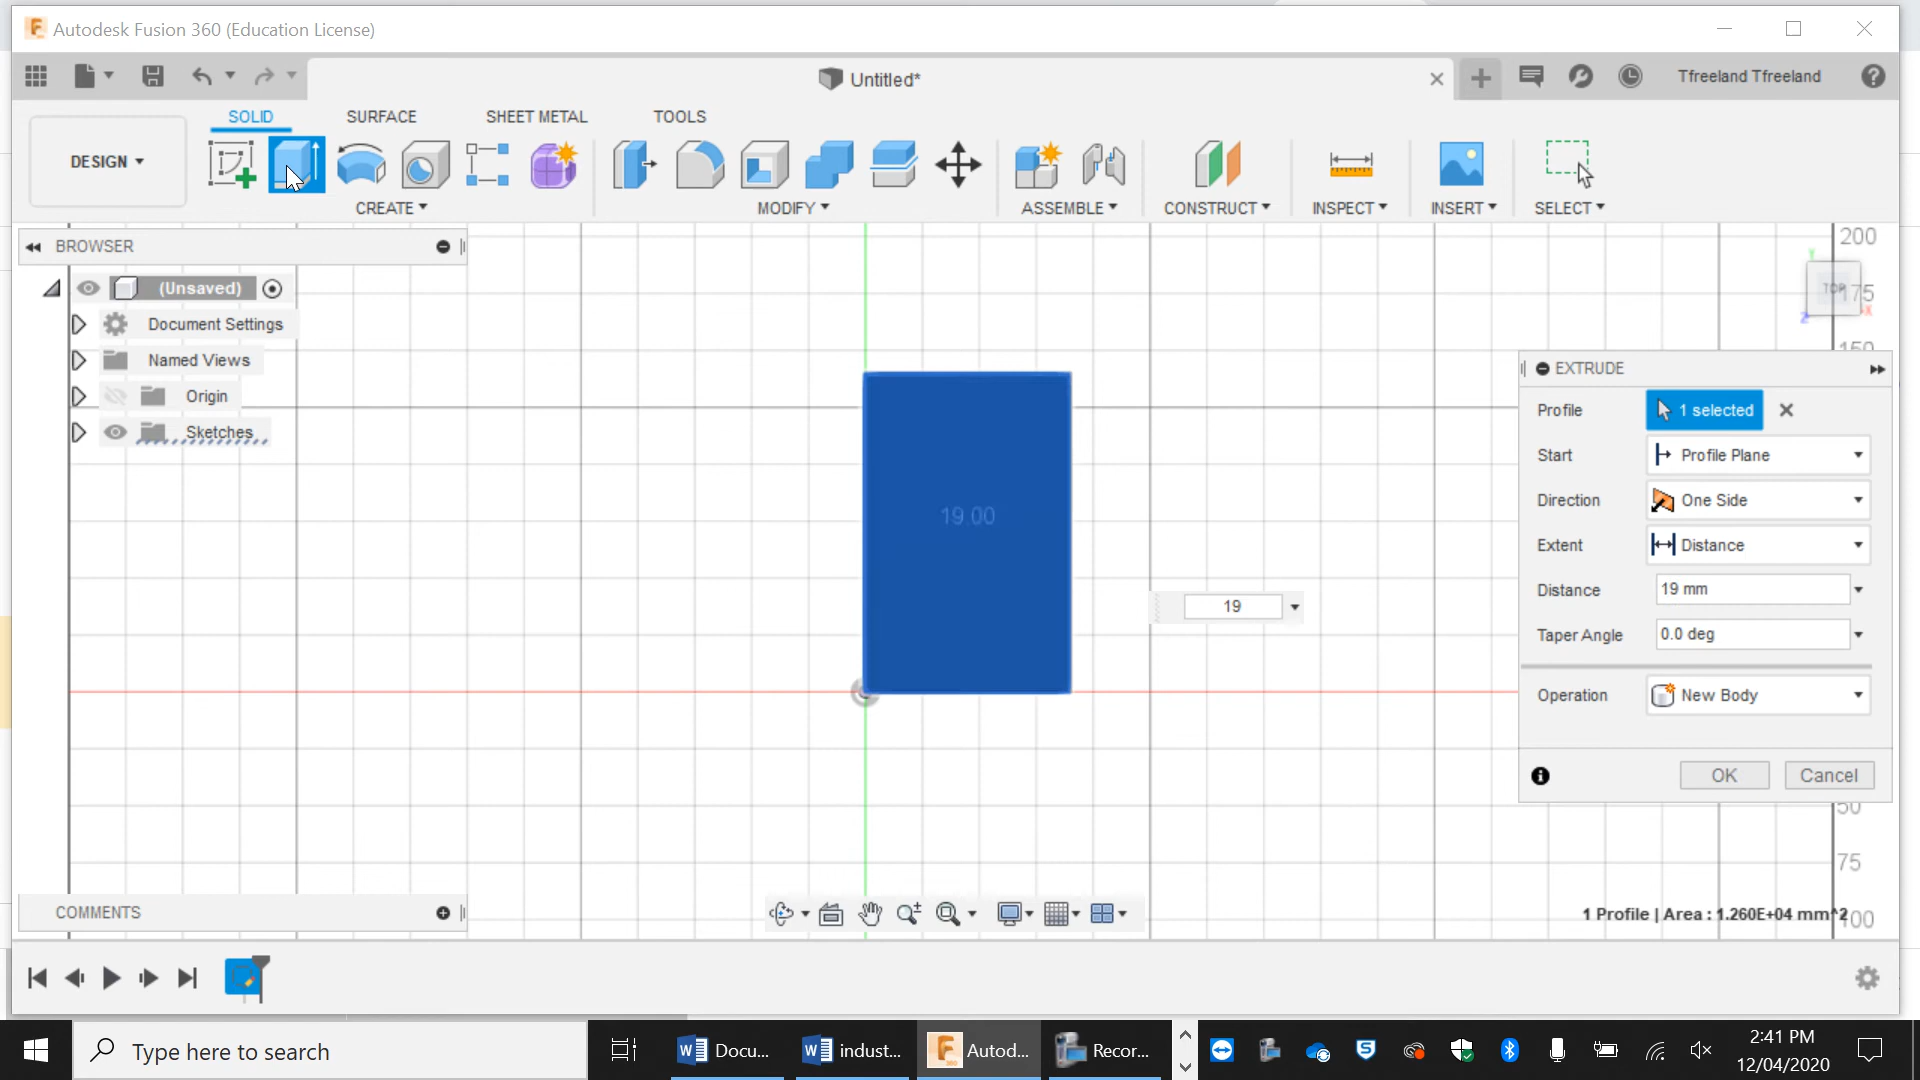 Autodesk Fusion 360 (Education License)
Untitled*
Tfreeland Tfreeland
SOLID
SURFACE
SHEET METAL
TOOLS
DESIGN
CREATE
MODIFY
ASSEMBLE
CONSTRUCT
INSPECT
INSERT
SELECT
BROWSER
(Unsaved)
Document Settings
Named Views
Origin
Sketches
200
175
150
TOP
Z
X
Y
19.00
19
EXTRUDE
Profile
1 selected
Start
Profile Plane
Direction
One Side
Extent
Distance
Distance
19 mm
Taper Angle
0.0 deg
Operation
New Body
OK
Cancel
50
75
100
COMMENTS
1 Profile | Area : 1.260E+04 mm^2
Type here to search
Docu...
indust...
Autod...
Recor...
2:41 PM
12/04/2020